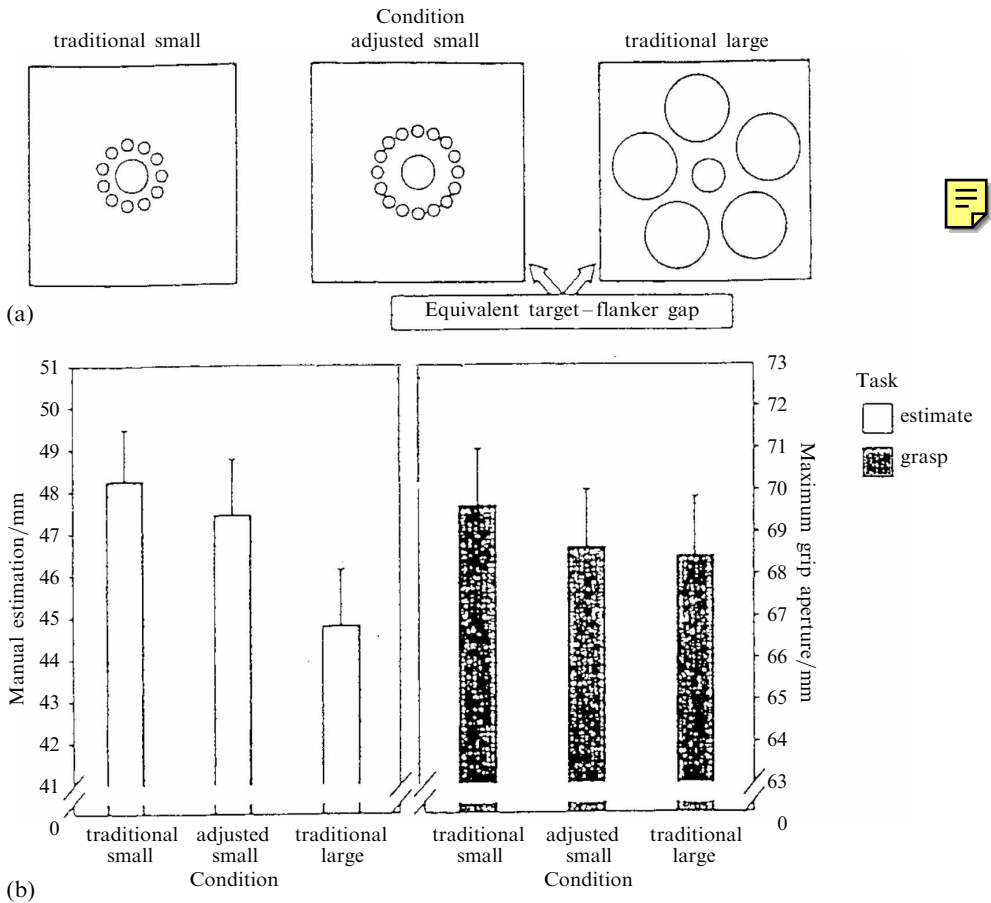 Condition
traditional small
adjusted small
traditional large
Equivalent target–flanker gap
(a)
51
50
49
48
47
46
45
44
43
42
41
0
Manual estimation/mm
73
72
71
70
69
68
67
66
65
64
63
0
Maximum grip aperture/mm
Task
estimate
grasp
traditional small
adjusted small
traditional large
traditional small
adjusted small
traditional large
Condition
Condition
(b)